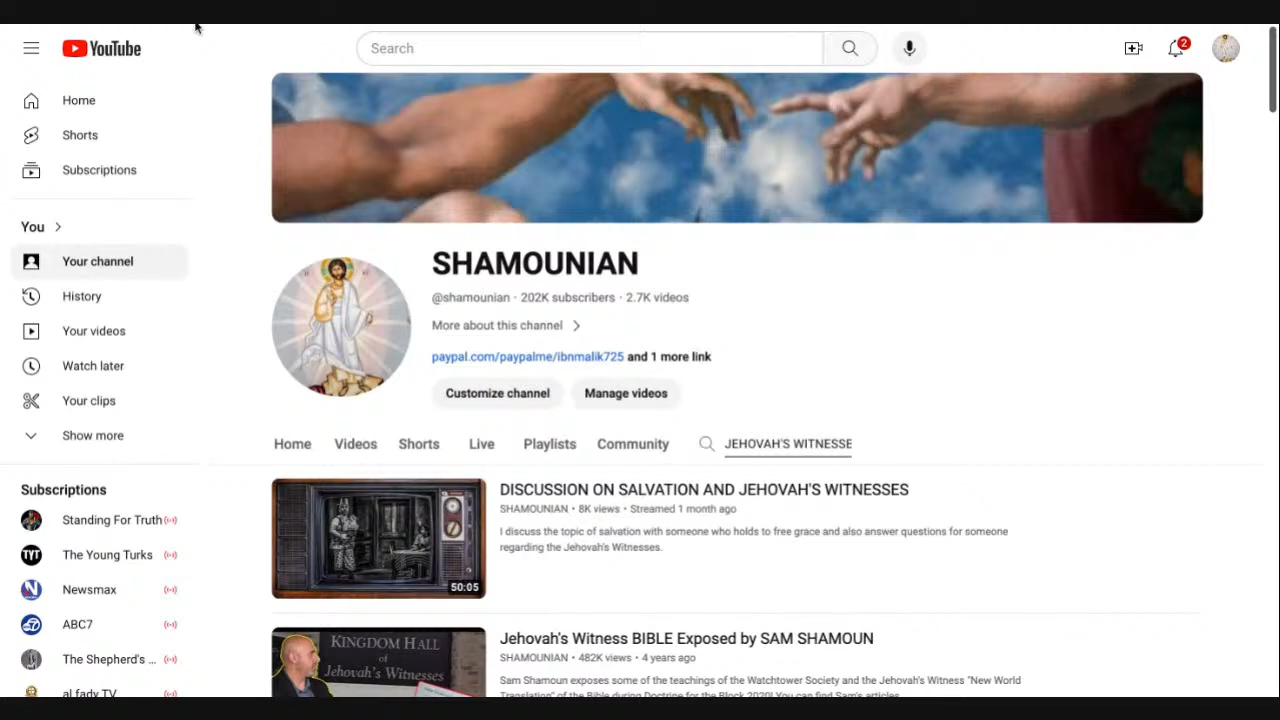 YouTube
Search
2
Home
Shorts
Subscriptions
You
Your channel
History
Your videos
Watch later
Your clips
Show more
Subscriptions
Standing For Truth
TYT The Young Turks
Newsmax
ABC7
The Shepherd's ...
al fady TV
SHAMOUNIAN
@shamounian · 202K subscribers · 2.7K videos
More about this channel
paypal.com/paypalme/ibnmalik725 and 1 more link
Customize channel Manage videos
Home Videos Shorts Live Playlists Community JEHOVAH'S WITNESSE
50:05
DISCUSSION ON SALVATION AND JEHOVAH'S WITNESSES
SHAMOUNIAN • 8K views • Streamed 1 month ago
I discuss the topic of salvation with someone who holds to free grace and also answer questions for someone
regarding the Jehovah's Witnesses.
KINGDOM HALL
of
Jehovah's Witnesses
Jehovah's Witness BIBLE Exposed by SAM SHAMOUN
SHAMOUNIAN • 482K views • 4 years ago
Sam Shamoun exposes some of the teachings of the Watchtower Society and the Jehovah's Witness "New World
Translation" of the Bible during Doctrine for the Block 2020! You can find Sam's articles